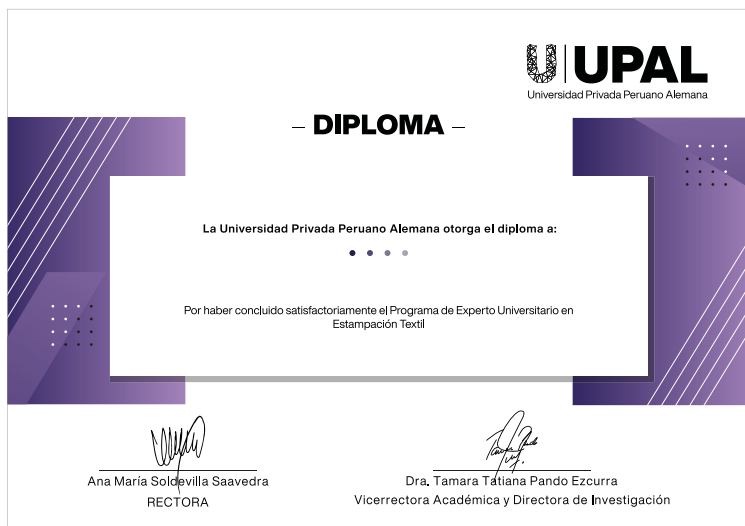 UPAL
Universidad Privada Peruano Alemana
– DIPLOMA –
La Universidad Privada Peruano Alemana otorga el diploma a:
Por haber concluido satisfactoriamente el Programa de Experto Universitario en
Estampación Textil
Ana María Soldevilla Saavedra
RECTORA
Dra. Tamara Tatiana Pando Ezcurra
Vicerrectora Académica y Directora de Investigación